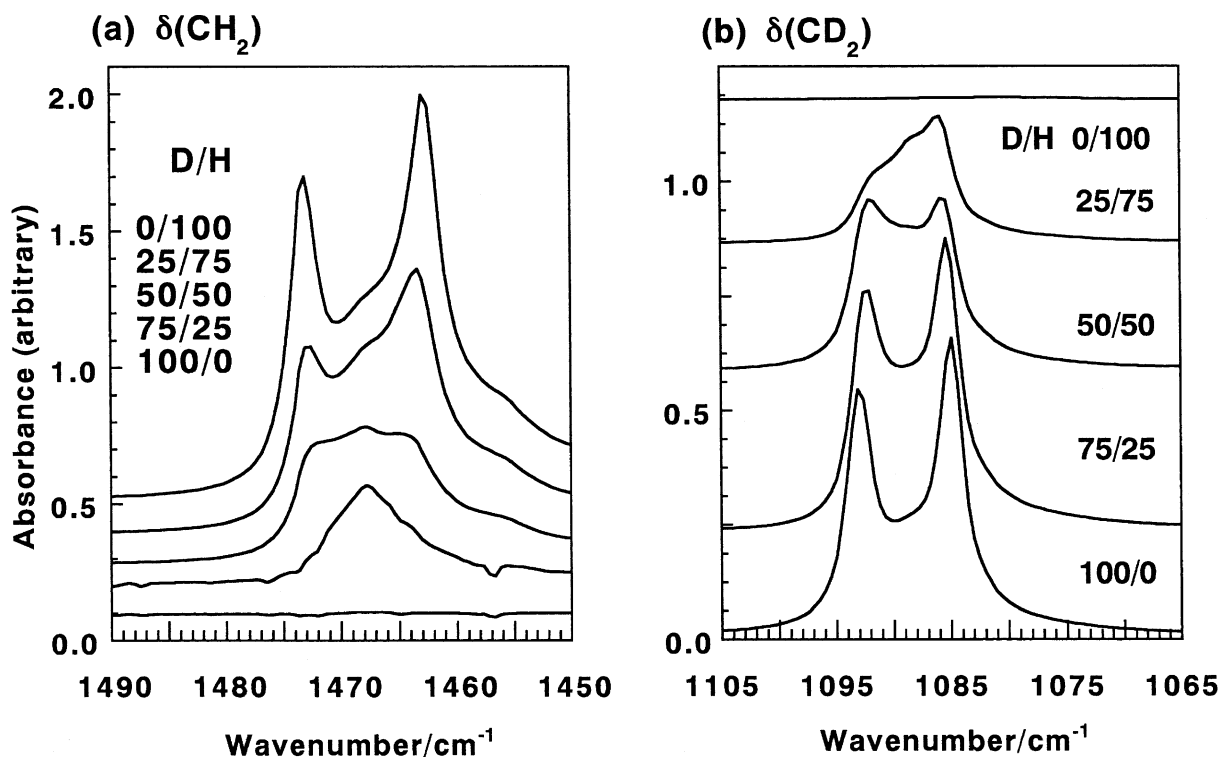 (a) δ(CH2)
2.0
D/H
0/100
1.5
25/75
50/50
75/25
1.0
100/0
0.5
0.0
Absorbance (arbitrary)
1490 1480 1470 1460 1450
Wavenumber/cm-1
(b) δ(CD2)
D/H 0/100
1.0
25/75
50/50
0.5
75/25
100/0
0.0
1105 1095 1085 1075 1065
Wavenumber/cm-1